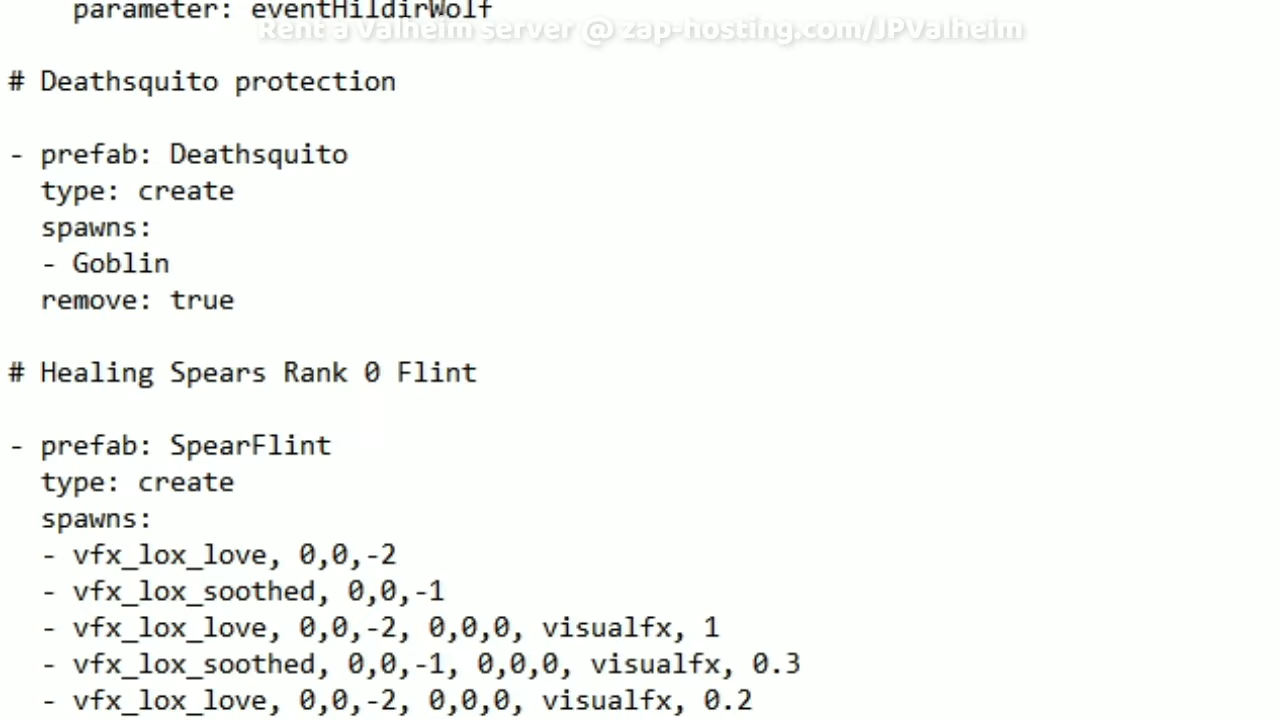 parameter: eventHildirWolf
Rent a Valheim server @ zap-hosting.com/JPValheim
# Deathsquito protection
- prefab: Deathsquito
type: create
spawns:
- Goblin
remove: true
# Healing Spears Rank 0 Flint
- prefab: SpearFlint
type: create
spawns:
- vfx_lox_love, 0,0,-2
- vfx_lox_soothed, 0,0,-1
- vfx_lox_love, 0,0,-2, 0,0,0, visualfx, 1
- vfx_lox_soothed, 0,0,-1, 0,0,0, visualfx, 0.3
- vfx_lox_love, 0,0,-2, 0,0,0, visualfx, 0.2